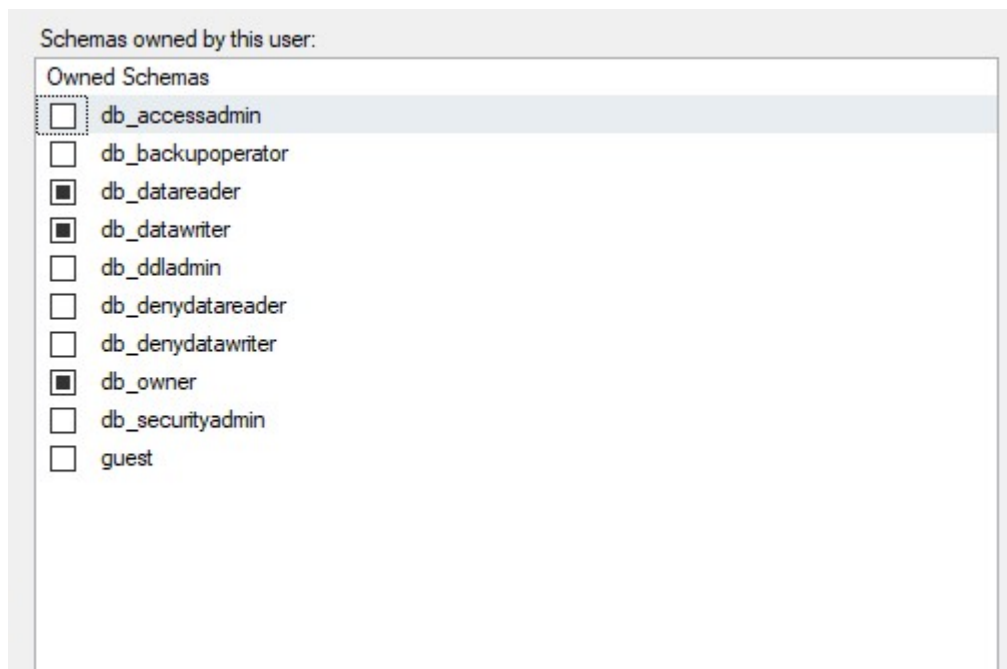 Schemas owned by this user:
Owned Schemas
db_accessadmin
db_backupoperator
db_datareader
db_datawriter
db_ddladmin
db_denydatareader
db_denydatawriter
db_owner
db_securityadmin
guest